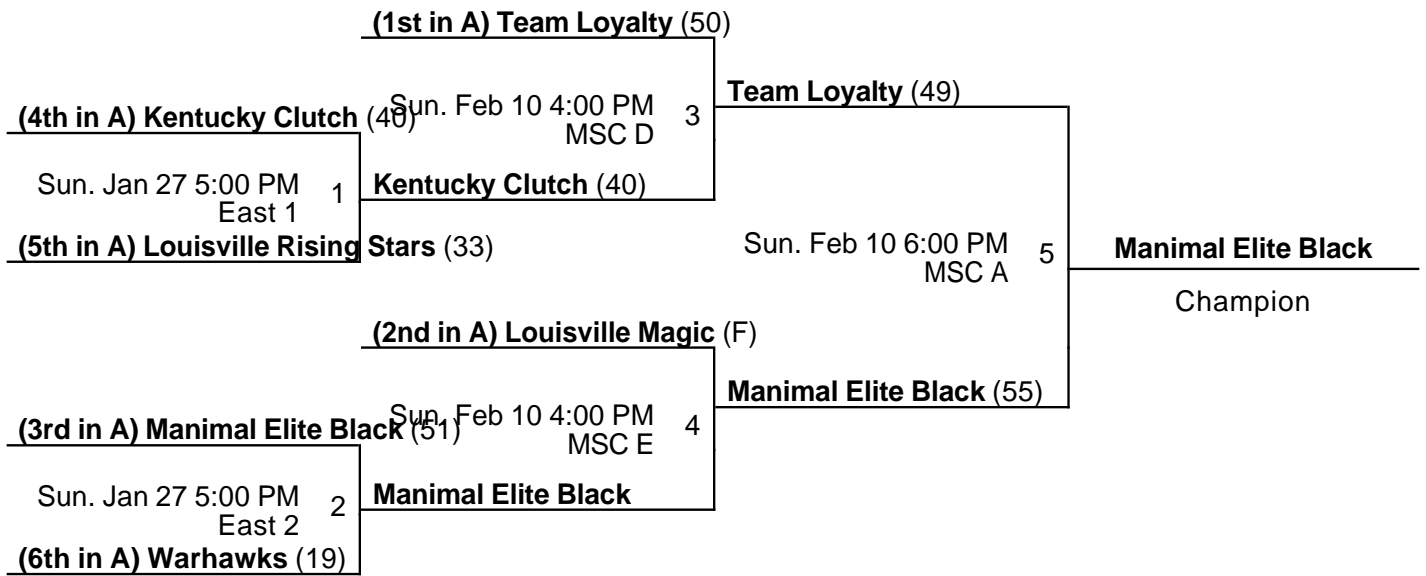 (1st in A) Team Loyalty (50)
Sun. Feb 10 4:00 PM
MSC D
3
Team Loyalty (49)
(4th in A) Kentucky Clutch (40)
Sun. Jan 27 5:00 PM
East 1
1
Kentucky Clutch (40)
(5th in A) Louisville Rising Stars (33)
Sun. Feb 10 6:00 PM
MSC A
5
Manimal Elite Black
Champion
(2nd in A) Louisville Magic (F)
Sun. Feb 10 4:00 PM
MSC E
4
Manimal Elite Black (55)
(3rd in A) Manimal Elite Black (51)
Sun. Jan 27 5:00 PM
East 2
2
Manimal Elite Black
(6th in A) Warhawks (19)